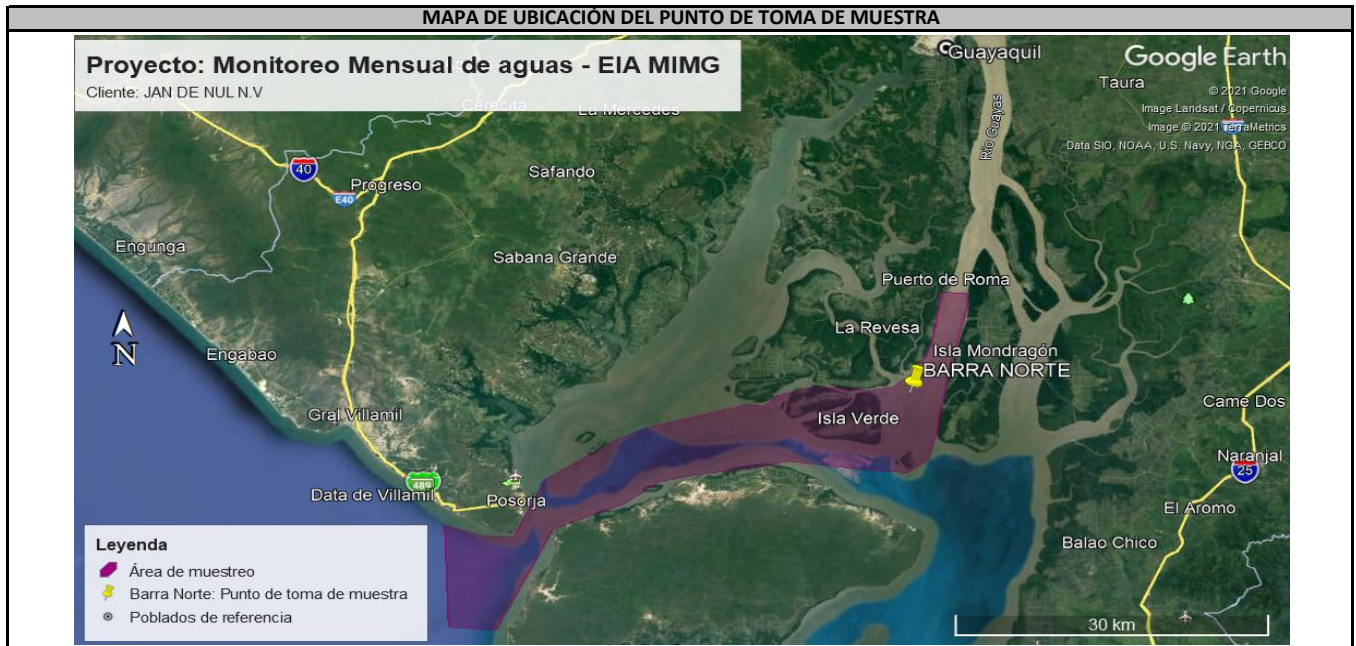 MAPA DE UBICACIÓN DEL PUNTO DE TOMA DE MUESTRA
Proyecto: Monitoreo Mensual de aguas - EIA MIMG
Cliente: JAN DE NUL N.V
Guayaquil
Google Earth
© 2021 Google
Image Landsat / Copernicus
Image © 2021 TerraMetrics
Data SIO, NOAA, U.S. Navy, NGA, GEBCO
Taura
Cerecita
La Mercedes
Río Guayas
40
Progreso
E40
Safando
Engunga
Sabana Grande
Puerto de Roma
La Revesa
N
Engabao
Isla Mondragón
BARRA NORTE
Came Dos
Gral Villamil
Isla Verde
Naranjal
25
489
Data de Villamil
Posorja
El Aromo
Balao Chico
Leyenda
Área de muestreo
Barra Norte: Punto de toma de muestra
Poblados de referencia
30 km